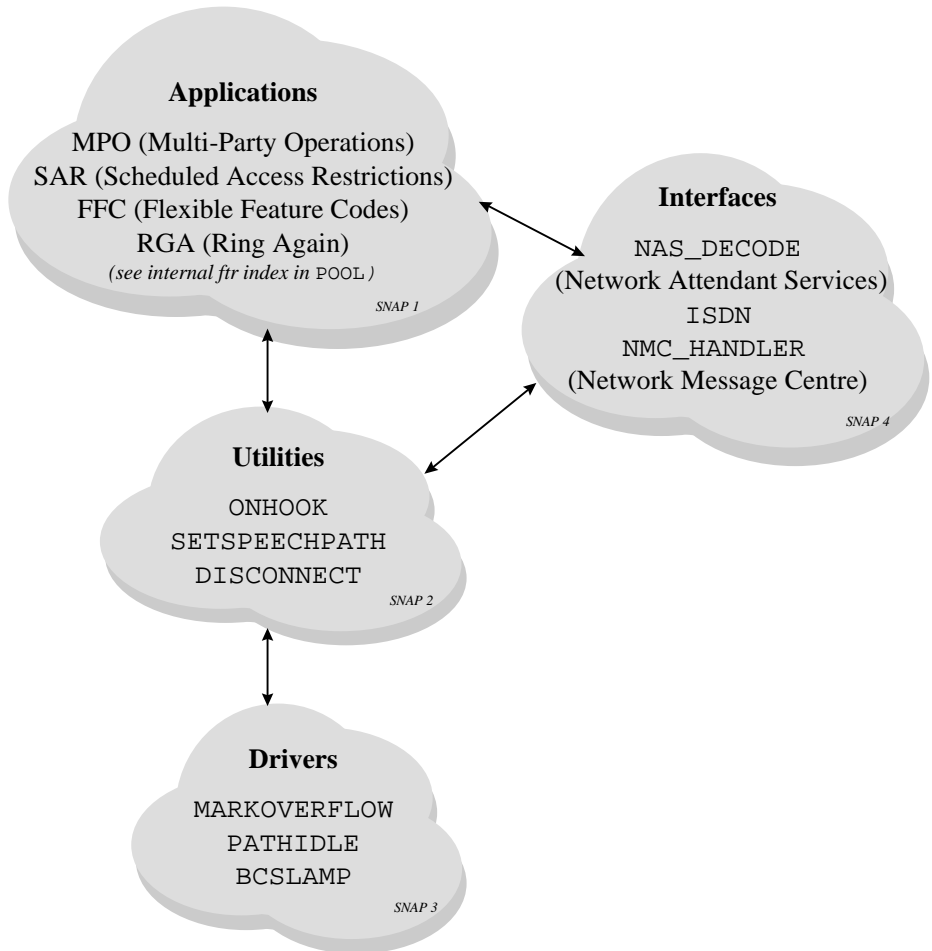 Applications
MPO (Multi-Party Operations)
SAR (Scheduled Access Restrictions)
FFC (Flexible Feature Codes)
RGA (Ring Again)
(see internal ftr index in POOL)
SNAP 1
Interfaces
NAS_DECODE
(Network Attendant Services)
ISDN
NMC_HANDLER
(Network Message Centre)
SNAP 4
Utilities
ONHOOK
SETSPEECHPATH
DISCONNECT
SNAP 2
Drivers
MARKOVERFLOW
PATHIDLE
BCSLAMP
SNAP 3